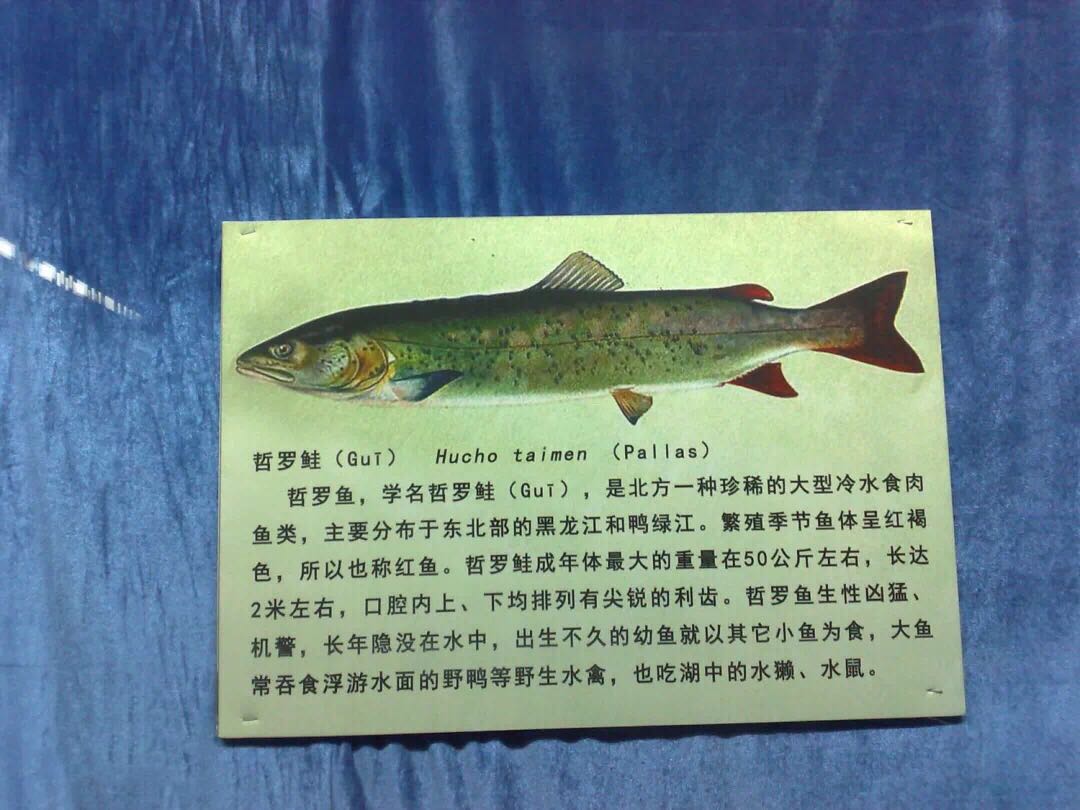 哲罗鲑（Guī） Hucho taimen （Pallas）
哲罗鱼，学名哲罗鲑（Guī），是北方一种珍稀的大型冷水食肉
鱼类，主要分布于东北部的黑龙江和鸭绿江。繁殖季节鱼体呈红褐
色，所以也称红鱼。哲罗鲑成年体最大的重量在50公斤左右，长达
2米左右，口腔内上、下均排列有尖锐的利齿。哲罗鱼生性凶猛、
机警，长年隐没在水中，出生不久的幼鱼就以其它小鱼为食，大鱼
常吞食浮游水面的野鸭等野生水禽，也吃湖中的水獭、水鼠。